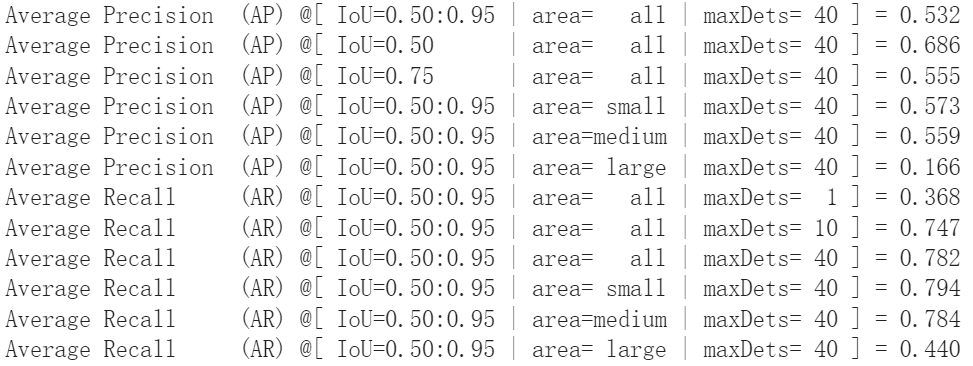 Average Precision  (AP) @[ IoU=0.50:0.95 | area=   all | maxDets= 40 ] = 0.532
Average Precision  (AP) @[ IoU=0.50      | area=   all | maxDets= 40 ] = 0.686
Average Precision  (AP) @[ IoU=0.75      | area=   all | maxDets= 40 ] = 0.555
Average Precision  (AP) @[ IoU=0.50:0.95 | area= small | maxDets= 40 ] = 0.573
Average Precision  (AP) @[ IoU=0.50:0.95 | area=medium | maxDets= 40 ] = 0.559
Average Precision  (AP) @[ IoU=0.50:0.95 | area= large | maxDets= 40 ] = 0.166
Average Recall     (AR) @[ IoU=0.50:0.95 | area=   all | maxDets=  1 ] = 0.368
Average Recall     (AR) @[ IoU=0.50:0.95 | area=   all | maxDets= 10 ] = 0.747
Average Recall     (AR) @[ IoU=0.50:0.95 | area=   all | maxDets= 40 ] = 0.782
Average Recall     (AR) @[ IoU=0.50:0.95 | area= small | maxDets= 40 ] = 0.794
Average Recall     (AR) @[ IoU=0.50:0.95 | area=medium | maxDets= 40 ] = 0.784
Average Recall     (AR) @[ IoU=0.50:0.95 | area= large | maxDets= 40 ] = 0.440